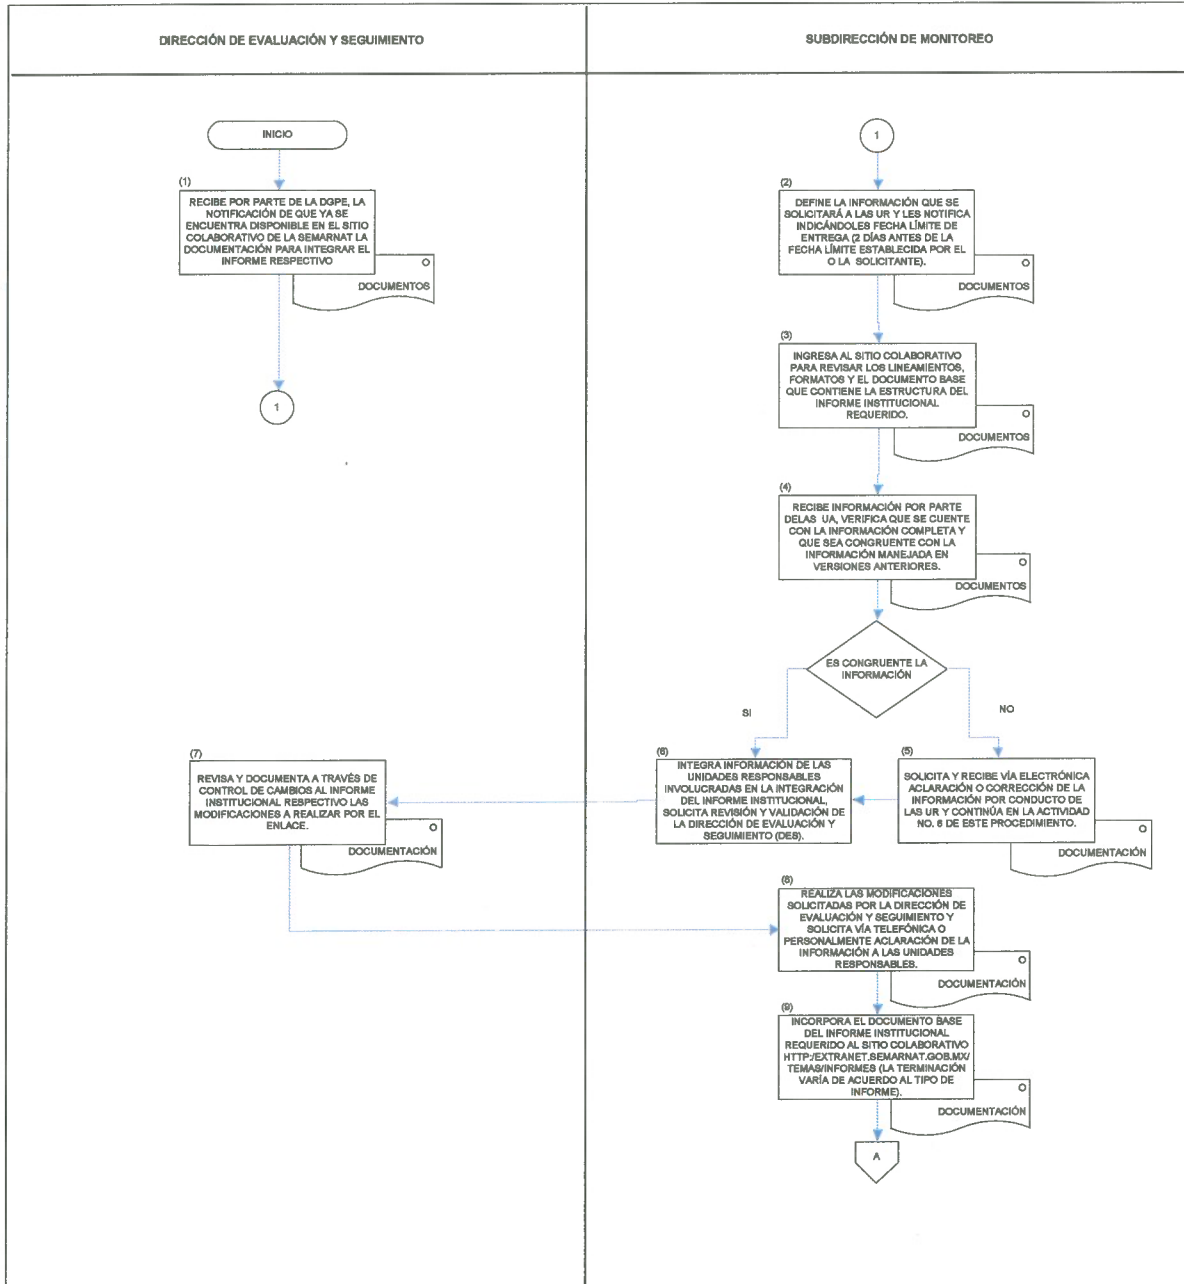 DIRECCIÓN DE EVALUACIÓN Y SEGUIMIENTO
SUBDIRECCIÓN DE MONITOREO
INICIO
(1)
RECIBE POR PARTE DE LA DGPE, LA
NOTIFICACIÓN DE QUE YA SE
ENCUENTRA DISPONIBLE EN EL SITIO
COLABORATIVO DE LA SEMARNAT LA
DOCUMENTACIÓN PARA INTEGRAR EL
INFORME RESPECTIVO
DOCUMENTOS
1
1
(2)
DEFINE LA INFORMACIÓN QUE SE
SOLICITARÁ A LAS UR Y LES NOTIFICA
INDICÁNDOLES FECHA LÍMITE DE
ENTREGA (2 DÍAS ANTES DE LA
FECHA LÍMITE ESTABLECIDA POR EL
O LA SOLICITANTE).
DOCUMENTOS
(3)
INGRESA AL SITIO COLABORATIVO
PARA REVISAR LOS LINEAMIENTOS,
FORMATOS Y EL DOCUMENTO BASE
QUE CONTIENE LA ESTRUCTURA DEL
INFORME INSTITUCIONAL
REQUERIDO.
DOCUMENTOS
(4)
RECIBE INFORMACIÓN POR PARTE
DELAS UA, VERIFICA QUE SE CUENTE
CON LA INFORMACIÓN COMPLETA Y
QUE SEA CONGRUENTE CON LA
INFORMACIÓN MANEJADA EN
VERSIONES ANTERIORES.
DOCUMENTOS
ES CONGRUENTE LA
INFORMACIÓN
SI
NO
(5)
SOLICITA Y RECIBE VÍA ELECTRÓNICA
ACLARACIÓN O CORRECCIÓN DE LA
INFORMACIÓN POR CONDUCTO DE
LAS UR Y CONTINÚA EN LA ACTIVIDAD
NO. 6 DE ESTE PROCEDIMIENTO.
DOCUMENTACIÓN
(6)
INTEGRA INFORMACIÓN DE LAS
UNIDADES RESPONSABLES
INVOLUCRADAS EN LA INTEGRACIÓN
DEL INFORME INSTITUCIONAL,
SOLICITA REVISIÓN Y VALIDACIÓN DE
LA DIRECCIÓN DE EVALUACIÓN Y
SEGUIMIENTO (DES).
(7)
REVISA Y DOCUMENTA A TRAVÉS DE
CONTROL DE CAMBIOS AL INFORME
INSTITUCIONAL RESPECTIVO LAS
MODIFICACIONES A REALIZAR POR EL
ENLACE.
DOCUMENTACIÓN
(8)
REALIZA LAS MODIFICACIONES
SOLICITADAS POR LA DIRECCIÓN DE
EVALUACIÓN Y SEGUIMIENTO Y
SOLICITA VÍA TELEFÓNICA O
PERSONALMENTE ACLARACIÓN DE LA
INFORMACIÓN A LAS UNIDADES
RESPONSABLES.
DOCUMENTACIÓN
(9)
INCORPORA EL DOCUMENTO BASE
DEL INFORME INSTITUCIONAL
REQUERIDO AL SITIO COLABORATIVO
HTTP:/EXTRANET.SEMARNAT.GOB.MX/
TEMAS/INFORMES (LA TERMINACIÓN
VARÍA DE ACUERDO AL TIPO DE
INFORME).
DOCUMENTACIÓN
A